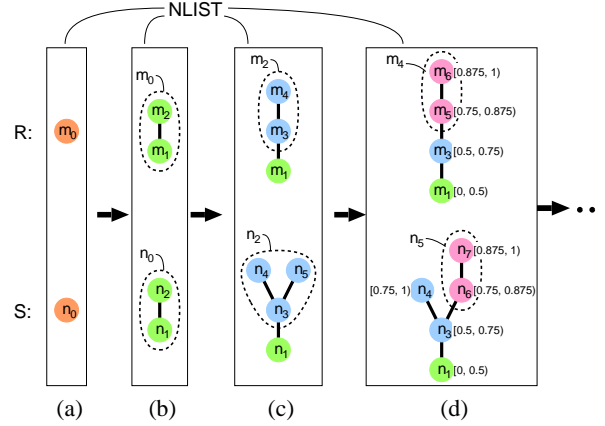 NLIST
R:
m0
m0
m2
m1
m2
m4
m3
m1
m4
m6 [0.875, 1)
m5 [0.75, 0.875)
m3 [0.5, 0.75)
m1 [0, 0.5)
S:
n0
n0
n2
n1
n2
n4 n5
n3
n1
n5
n7 [0.875, 1)
[0.75, 1) n4 n6 [0.75, 0.875)
n3 [0.5, 0.75)
n1 [0, 0.5)
(a) (b) (c) (d)